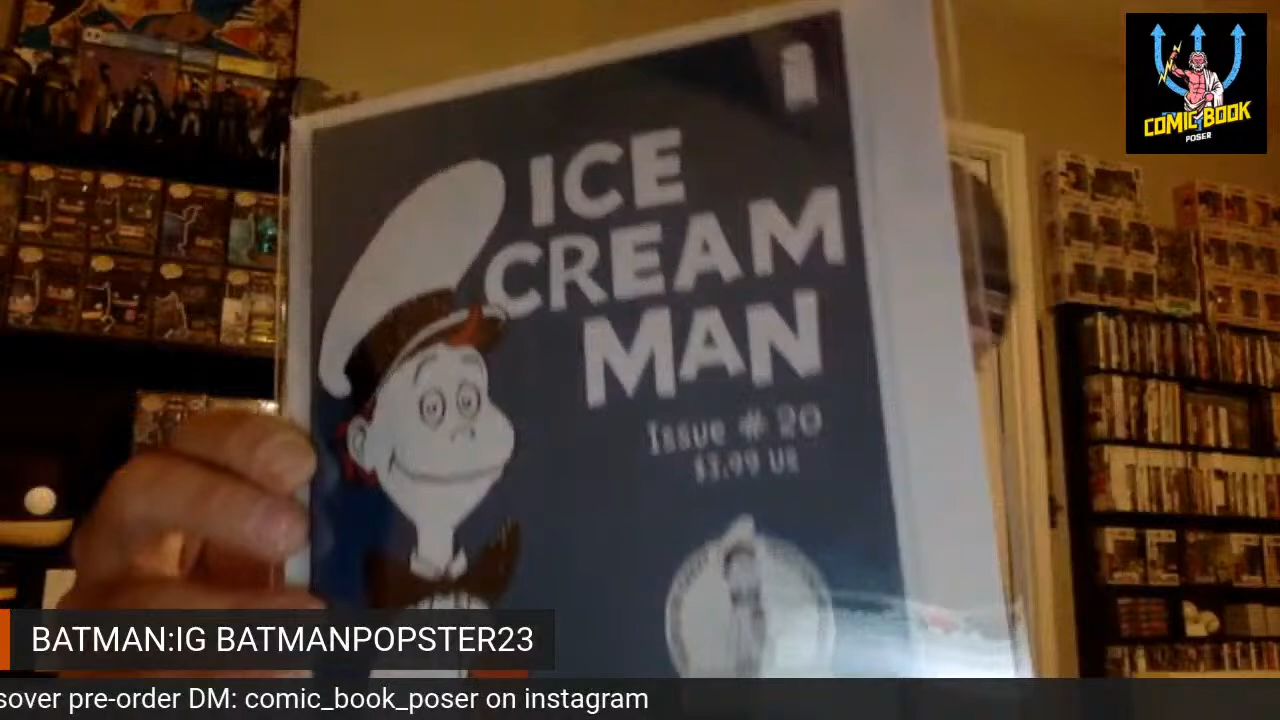 COMIC BOOK
POSER
ICE
CREAM
MAN
Issue # 20
$3.99 US
BATMAN:IG BATMANPOPSTER23
sover pre-order DM: comic_book_poser on instagram